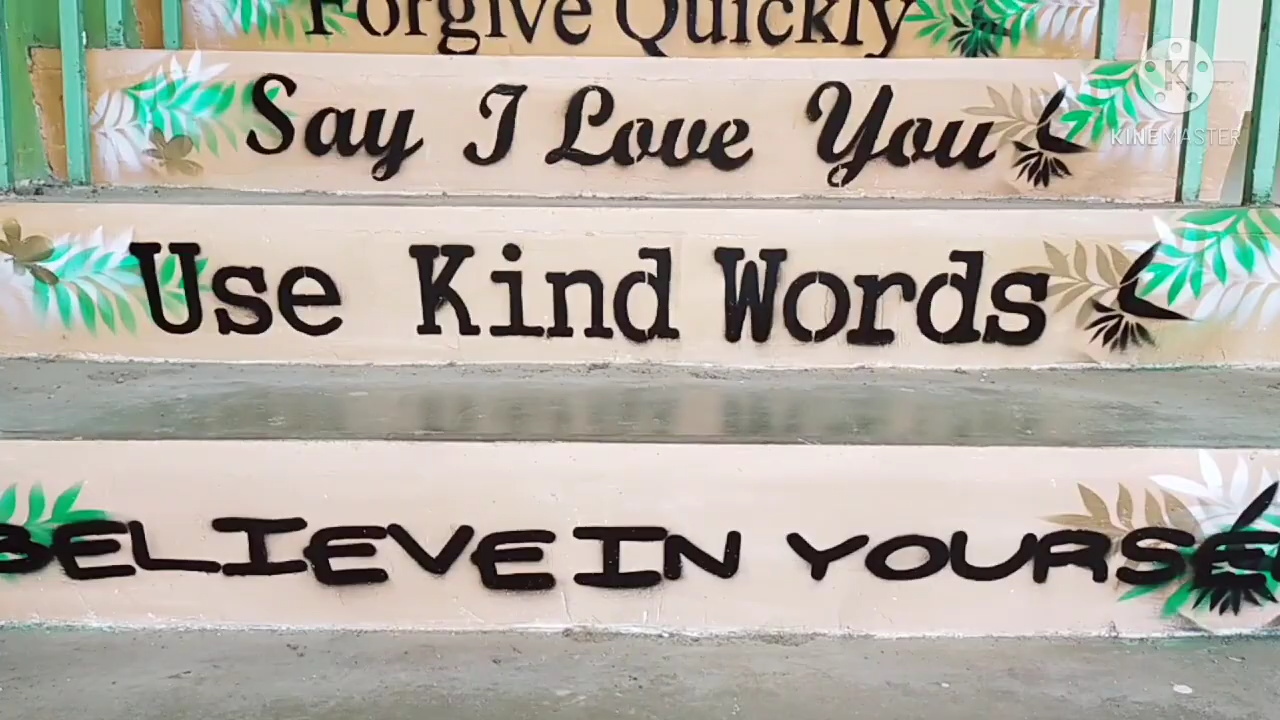 Forgive Quickly
Say I Love You
KINEMASTER
Use Kind Words
BELIEVE IN YOURSE